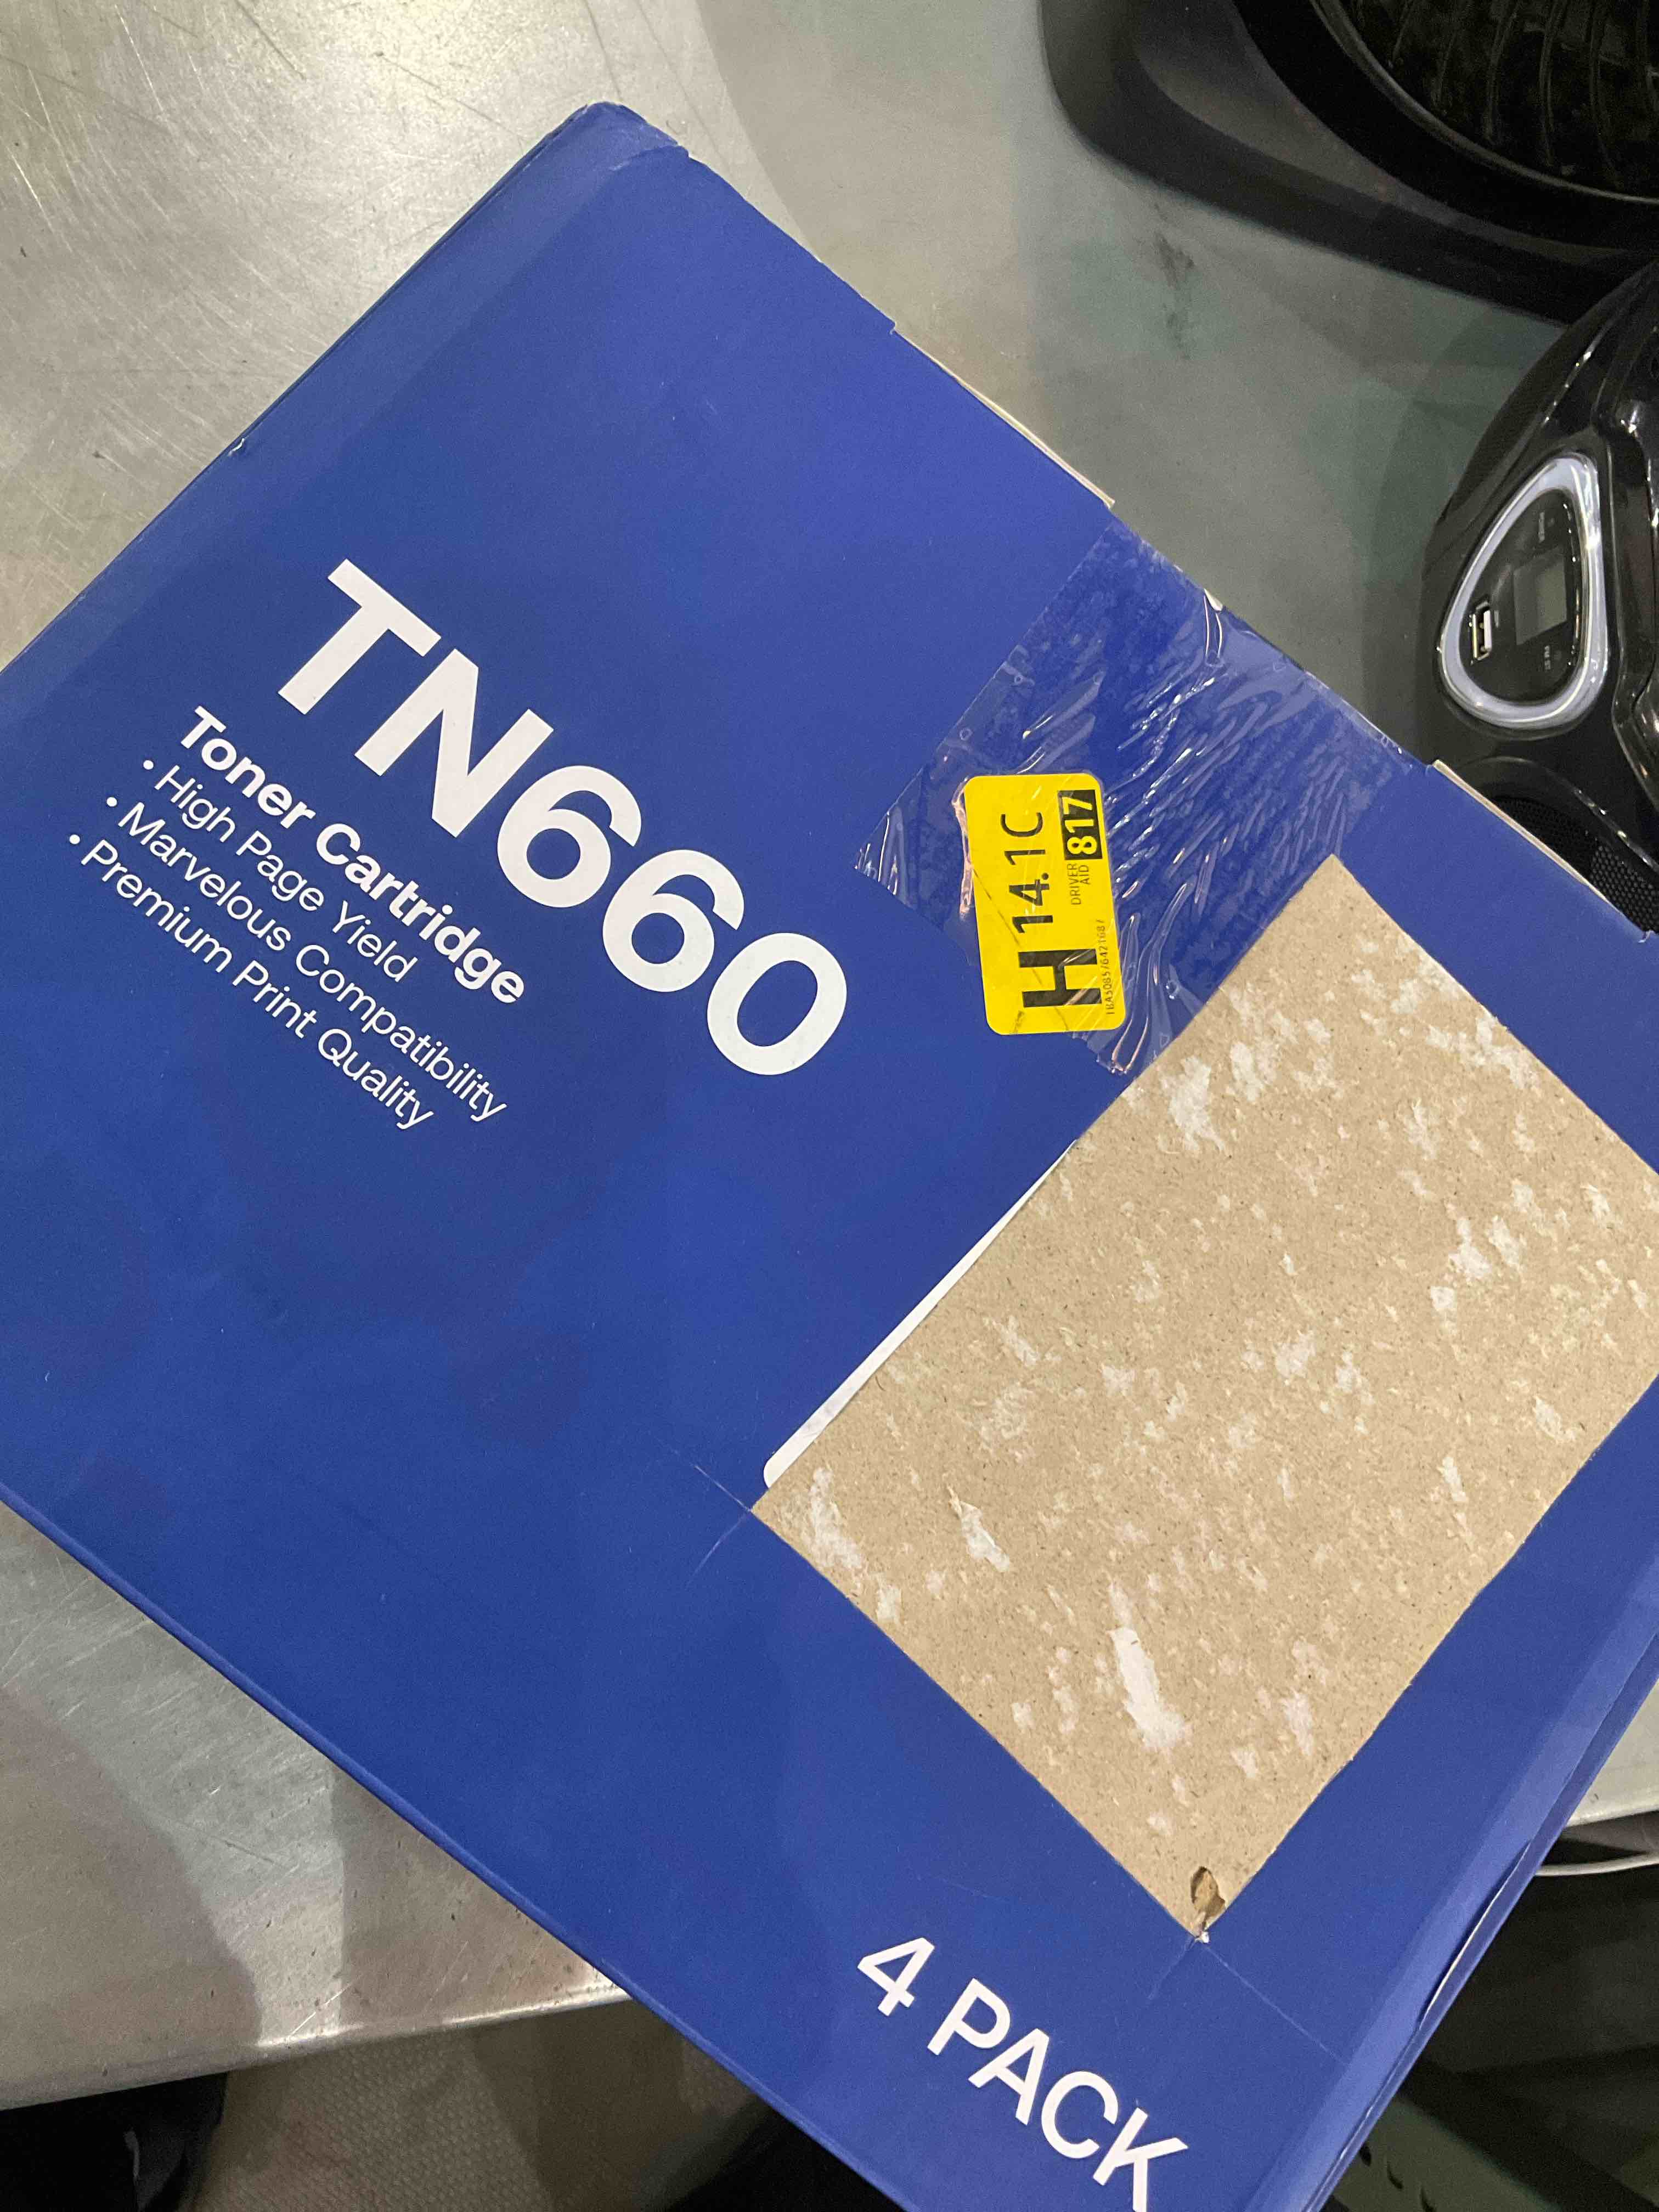 TN660
Toner Cartridge
• High Page Yield
• Marvelous Compatibility
• Premium Print Quality
H 14.1C
DRIVER
AID
817
4 PACK